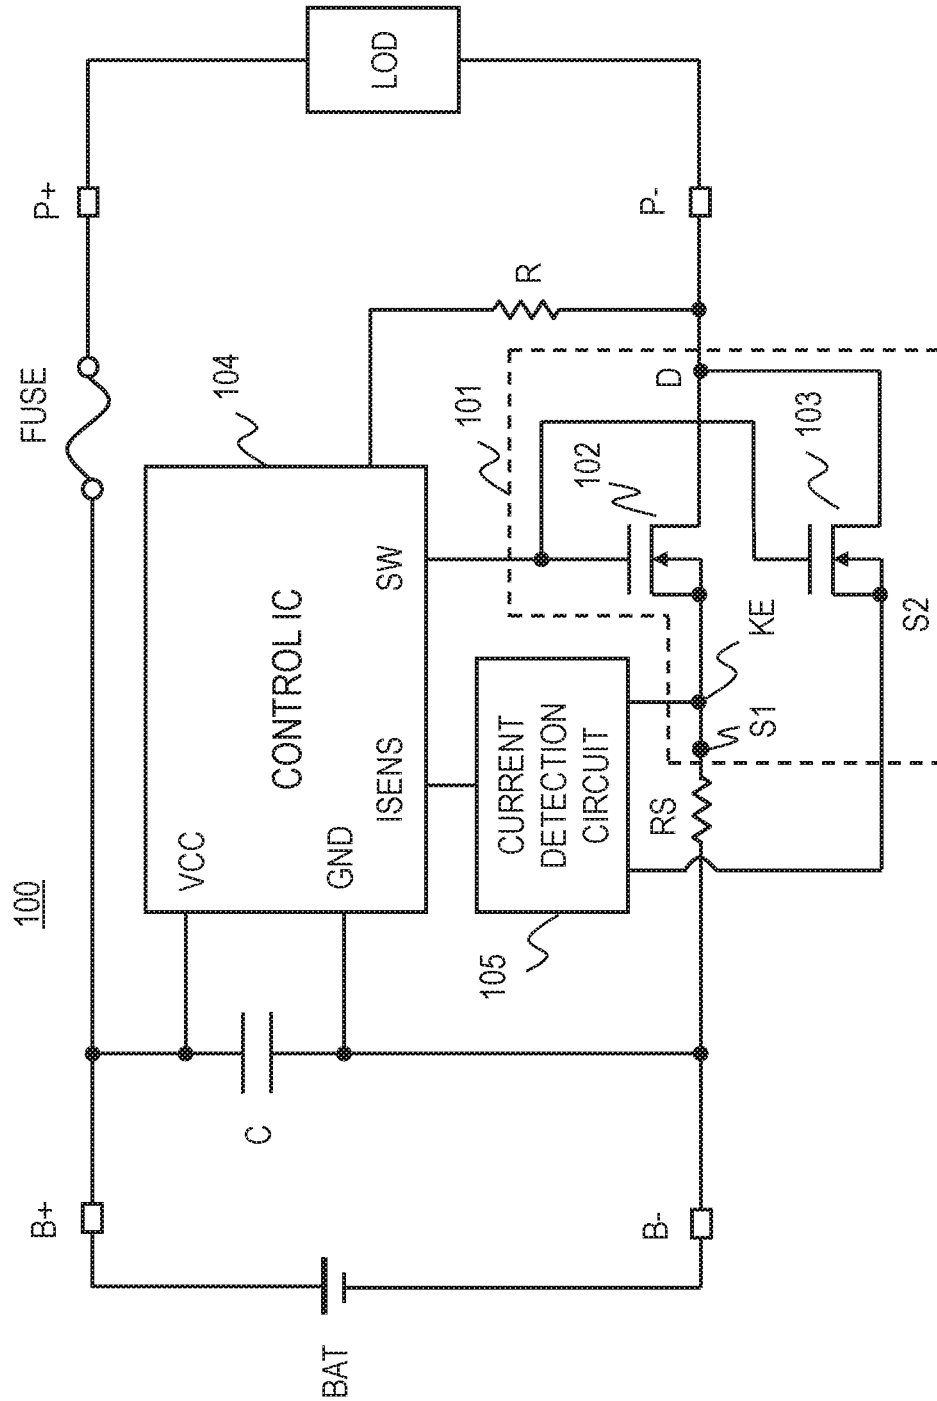 100
BAT
B+
B-
C
VCC
GND
CONTROL IC
ISENS
SW
104
105
CURRENT
DETECTION
CIRCUIT
RS
S1
KE
S2
101
102
103
D
R
FUSE
P+
P-
LOD